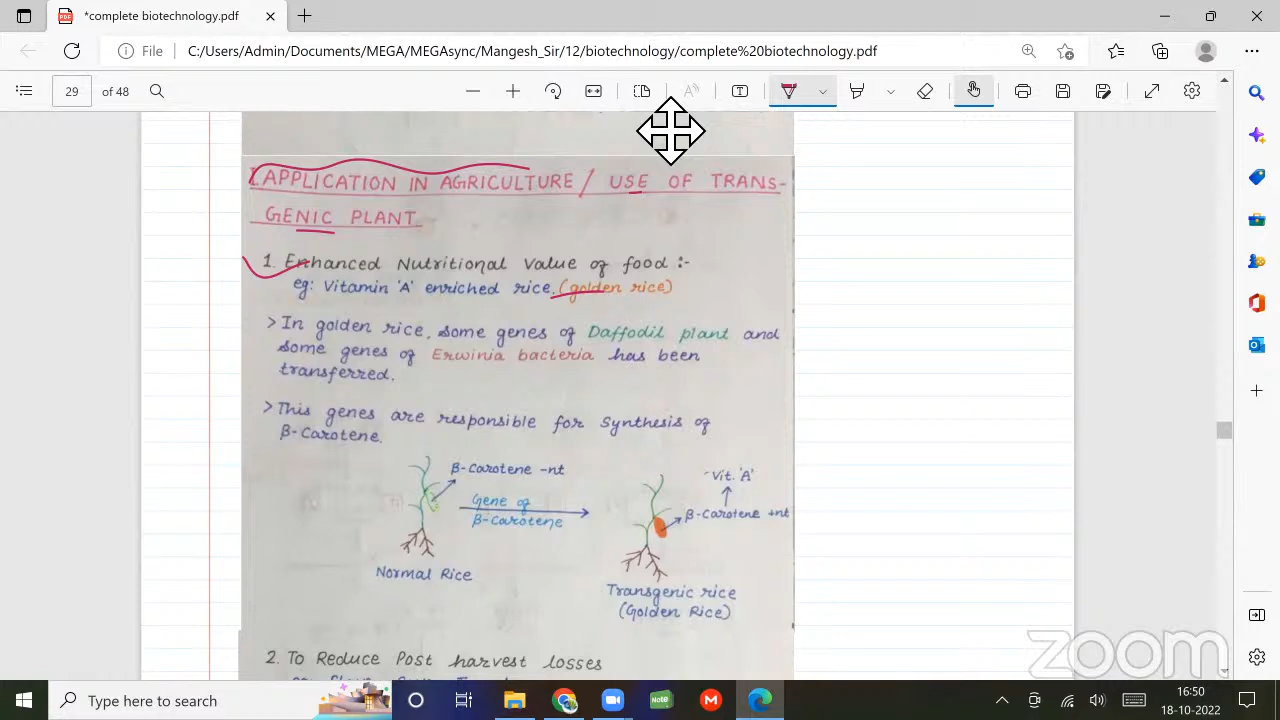 *complete biotechnology.pdf
File
C:/Users/Admin/Documents/MEGA/MEGAsync/Mangesh_Sir/12/biotechnology/complete%20biotechnology.pdf
29 of 48
APPLICATION IN AGRICULTURE / USE OF TRANS-
GENIC PLANT
1. Enhanced Nutritional Value of food :-
eg: Vitamin 'A' enriched rice. (golden rice)
> In golden rice, some genes of Daffodil plant and
some genes of Erwinia bacteria has been
transferred.
> This genes are responsible for synthesis of
β-Carotene.
β-Carotene -nt
Gene of
β-Carotene
Normal Rice
Vit. 'A'
β-Carotene +nt
Transgenic rice
(Golden Rice)
2. To Reduce Post harvest losses
zoom
Type here to search
Note
16:50
18-10-2022